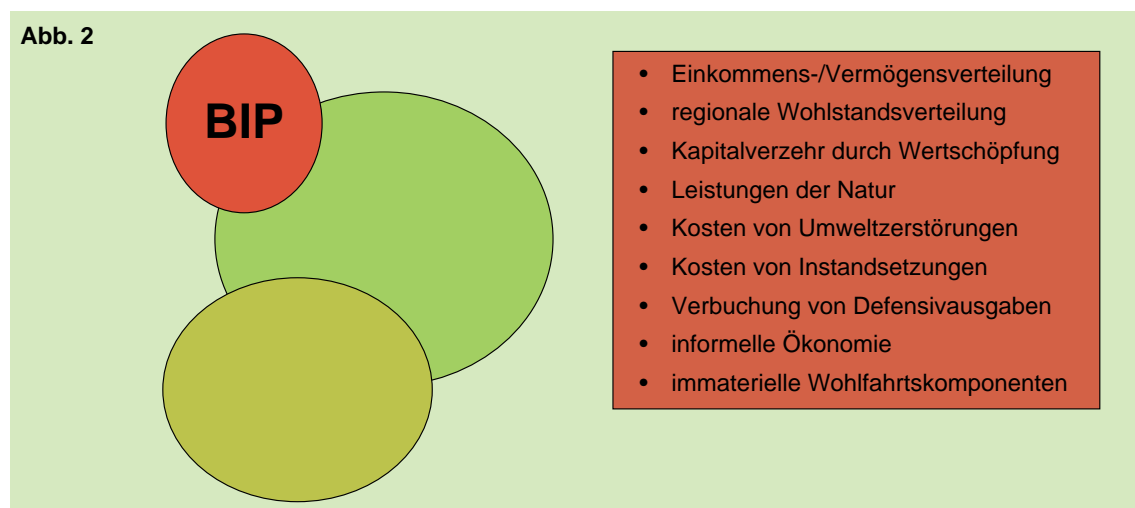 Abb. 2
BIP
• Einkommens-/Vermögensverteilung
• regionale Wohlstandsverteilung
• Kapitalverzehr durch Wertschöpfung
• Leistungen der Natur
• Kosten von Umweltzerstörungen
• Kosten von Instandsetzungen
• Verbuchung von Defensivausgaben
• informelle Ökonomie
• immaterielle Wohlfahrtskomponenten